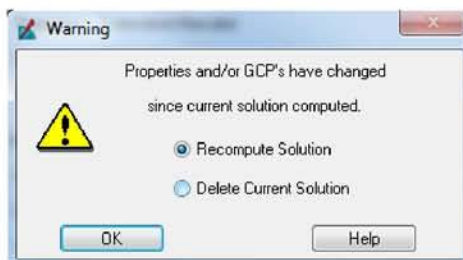 Warning
Properties and/or GCP's have changed
since current solution computed.
Recompute Solution
Delete Current Solution
OK
Help